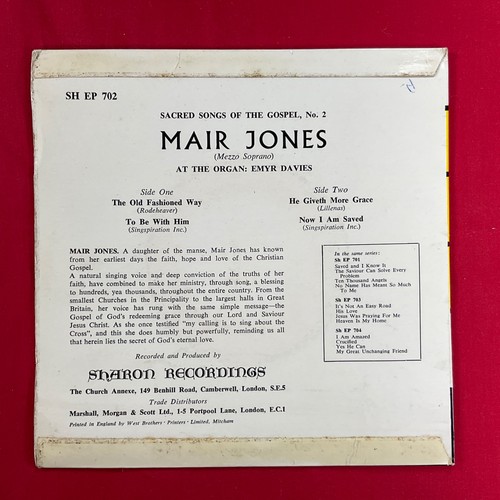 SH EP 702
SACRED SONGS OF THE GOSPEL, No. 2
MAIR JONES
(Mezzo Soprano)
AT THE ORGAN: EMYR DAVIES
Side One
The Old Fashioned Way
(Rodeheaver)
To Be With Him
(Singspiration Inc.)
Side Two
He Giveth More Grace
(Lillenas)
Now I Am Saved
(Singspiration Inc.)
MAIR JONES. A daughter of the manse, Mair Jones has known
from her earliest days the faith, hope and love of the Christian
Gospel.
A natural singing voice and deep conviction of the truths of her
faith, have combined to make her ministry, through song, a blessing
to hundreds, yea thousands, throughout the entire country. From the
smallest Churches in the Principality to the largest halls in Great
Britain, her voice has rung with the same simple message—the
Gospel of God's redeeming grace through our Lord and Saviour
Jesus Christ. As she once testified "my calling is to sing about the
Cross", and this she does humbly but powerfully, reminding us all
that herein lies the secret of God's eternal love.
In the same series:
Sh EP 701
Saved and I Know It
The Saviour Can Solve Every
Problem
Ten Thousand Angels
No Name Has Meant So Much
To Me
Sh EP 703
It's Not An Easy Road
His Love
Jesus Was Praying For Me
Heaven Is My Home
Sh EP 704
I Am Amazed
Crucified
Yes He Can
My Great Unchanging Friend
Recorded and Produced by
SHARON RECORDINGS
The Church Annexe, 149 Benhill Road, Camberwell, London, S.E.5
Trade Distributors
Marshall, Morgan & Scott Ltd., 1-5 Portpool Lane, London, E.C.1
Printed in England by West Brothers · Printers · Limited, Mitcham